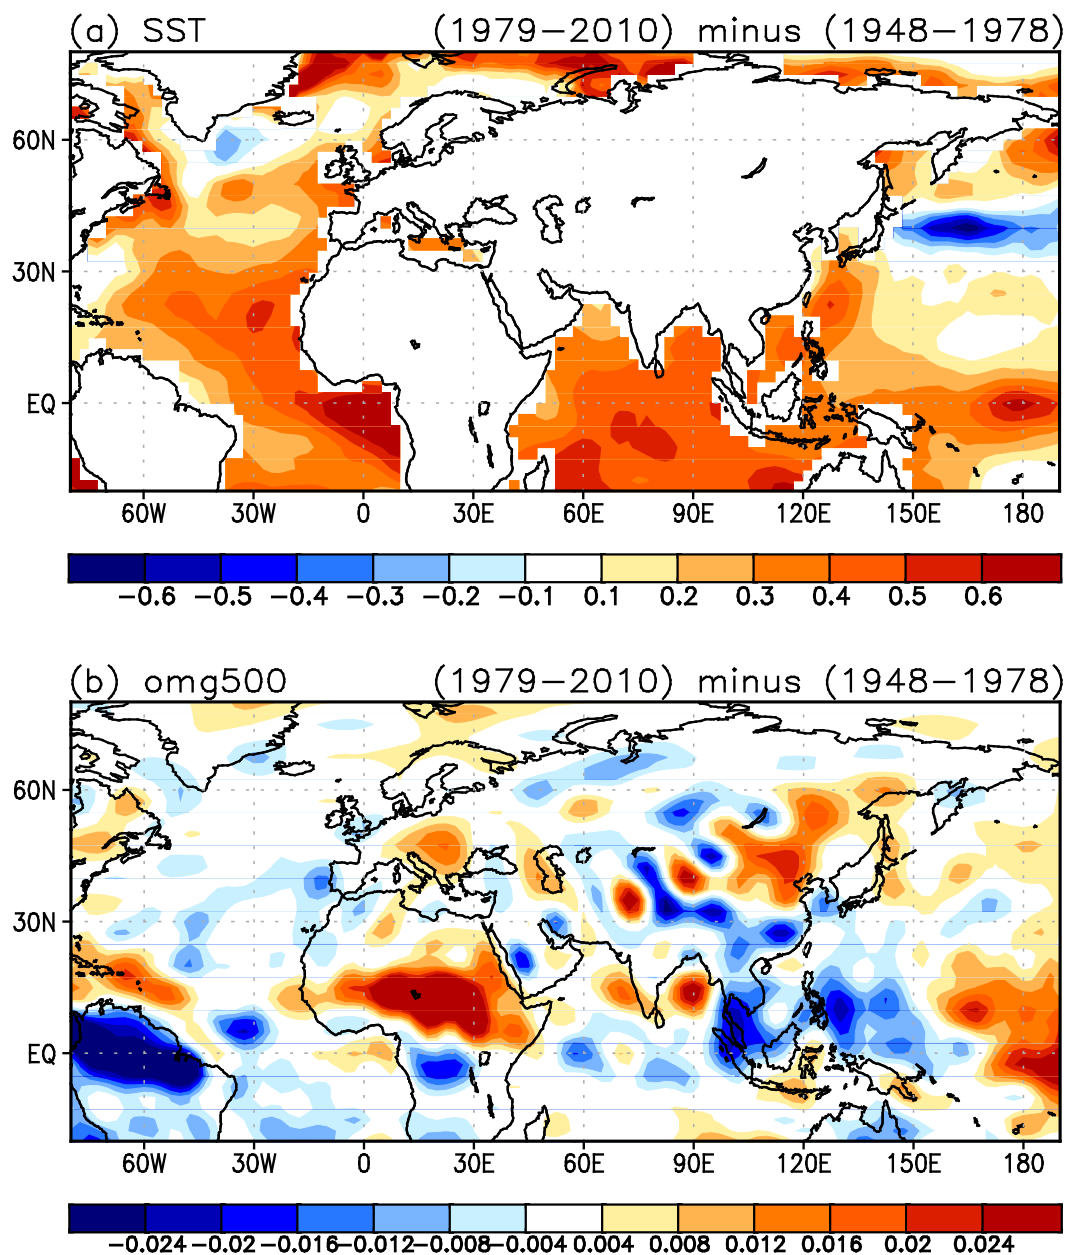 (a) SST (1979−2010) minus (1948−1978)
60N
30N
EQ
60W 30W 0 30E 60E 90E 120E 150E 180
−0.6 −0.5 −0.4 −0.3 −0.2 −0.1 0.1 0.2 0.3 0.4 0.5 0.6
(b) omg500 (1979−2010) minus (1948−1978)
60N
30N
EQ
60W 30W 0 30E 60E 90E 120E 150E 180
−0.024 −0.02 −0.016 −0.012 −0.008 −0.004 0.004 0.008 0.012 0.016 0.02 0.024